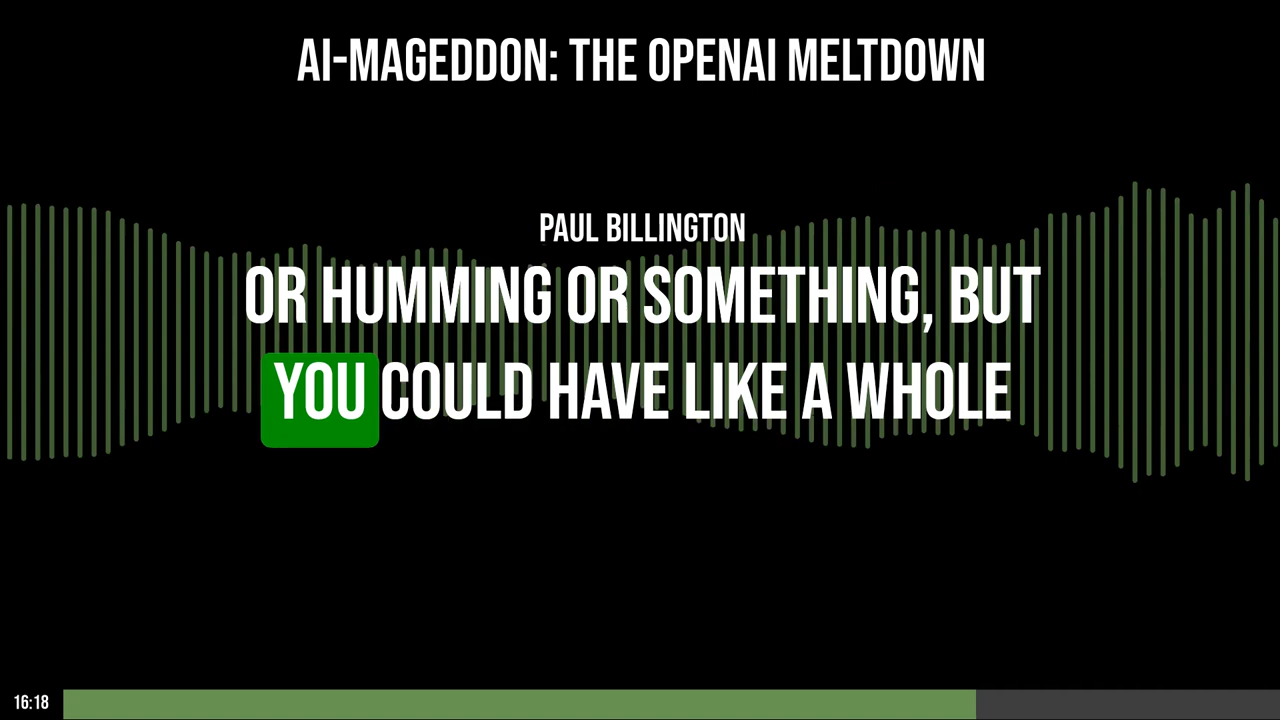 AI-MAGEDDON: THE OPENAI MELTDOWN
PAUL BILLINGTON
OR HUMMING OR SOMETHING, BUT
YOU COULD HAVE LIKE A WHOLE
16:18